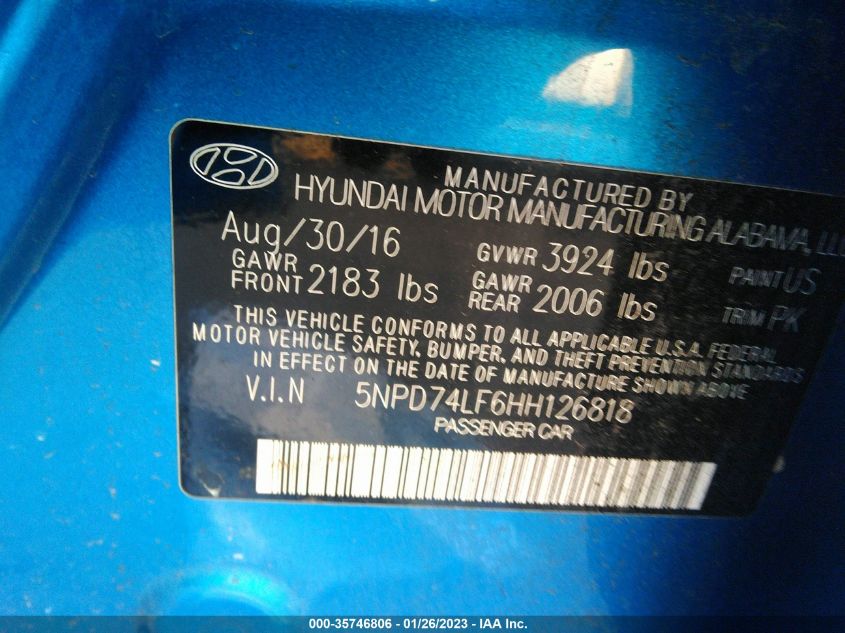 MANUFACTURED BY
HYUNDAI MOTOR MANUFACTURING ALABAMA, LLC
Aug/30/16 GVWR 3924 lbs PAINT US
GAWR FRONT 2183 lbs GAWR REAR 2006 lbs TRIM PK
THIS VEHICLE CONFORMS TO ALL APPLICABLE U.S.A. FEDERAL
MOTOR VEHICLE SAFETY, BUMPER, AND THEFT PREVENTION STANDARDS
IN EFFECT ON THE DATE OF MANUFACTURE SHOWN ABOVE
V.I.N 5NPD74LF6HH126818
PASSENGER CAR
000-35746806 - 01/26/2023 - IAA Inc.